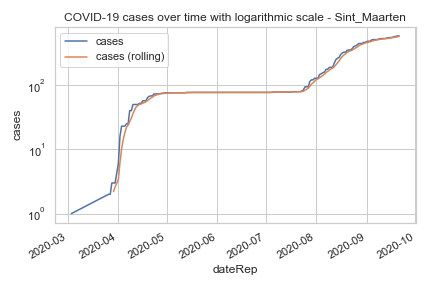 COVID-19 cases over time with logarithmic scale - Sint_Maarten
cases
cases (rolling)
10²
10¹
10⁰
cases
2020-03
2020-04
2020-05
2020-06
2020-07
2020-08
2020-09
2020-10
dateRep